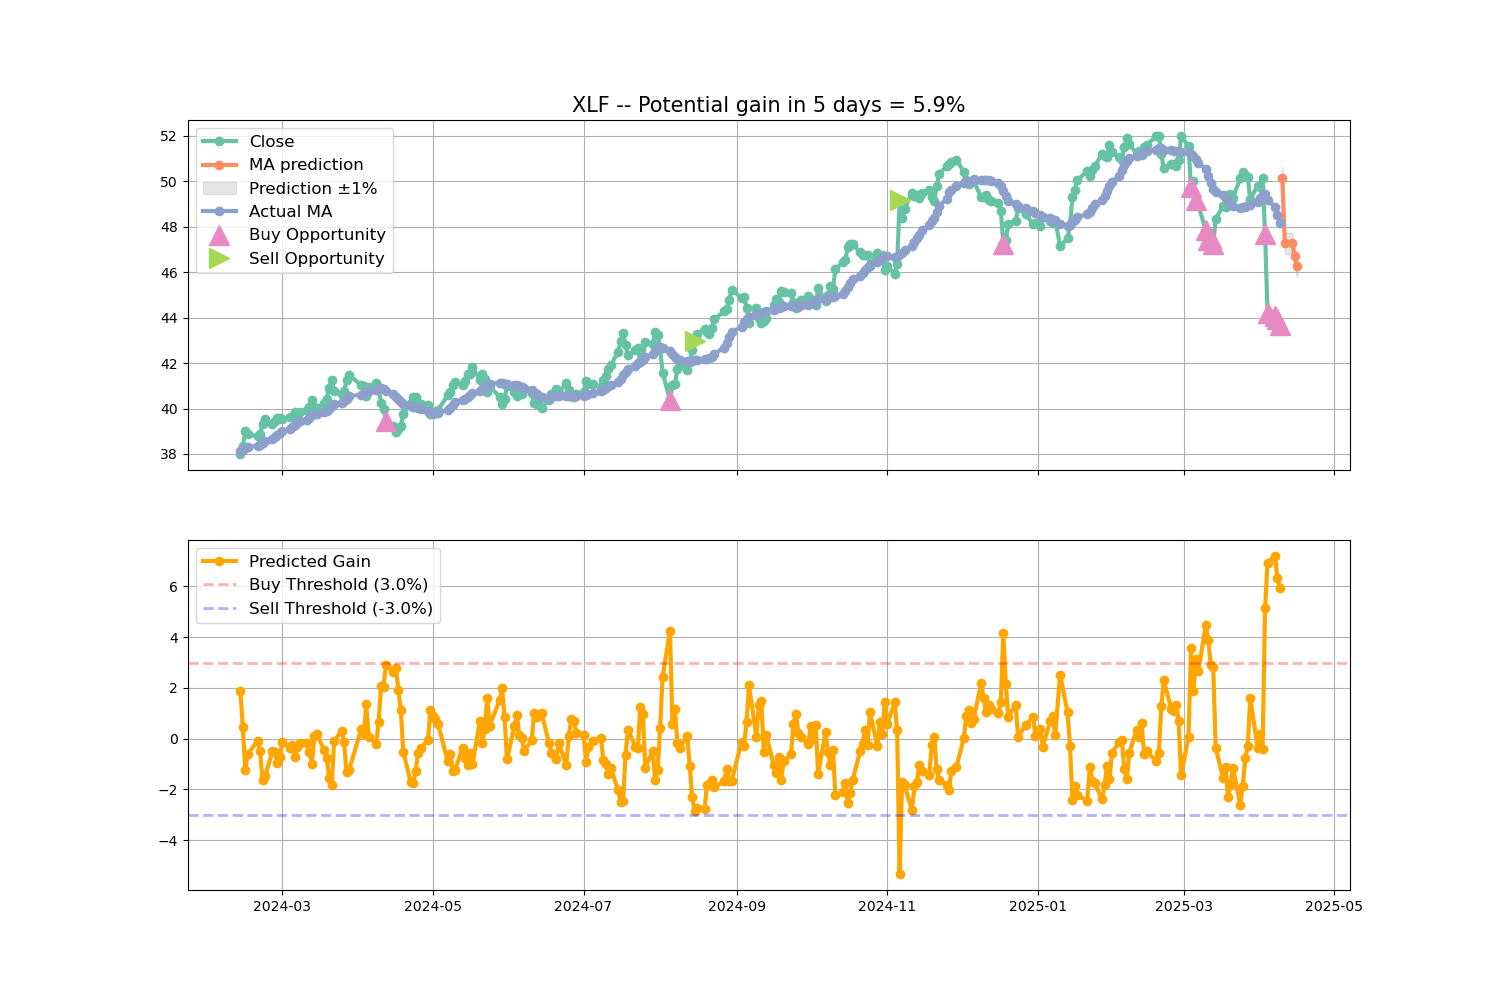 XLF -- Potential gain in 5 days = 5.9%
52
50
48
46
44
42
40
38
Close
MA prediction
Prediction ±1%
Actual MA
Buy Opportunity
Sell Opportunity
6
4
2
0
−2
−4
Predicted Gain
Buy Threshold (3.0%)
Sell Threshold (-3.0%)
2024-03
2024-05
2024-07
2024-09
2024-11
2025-01
2025-03
2025-05